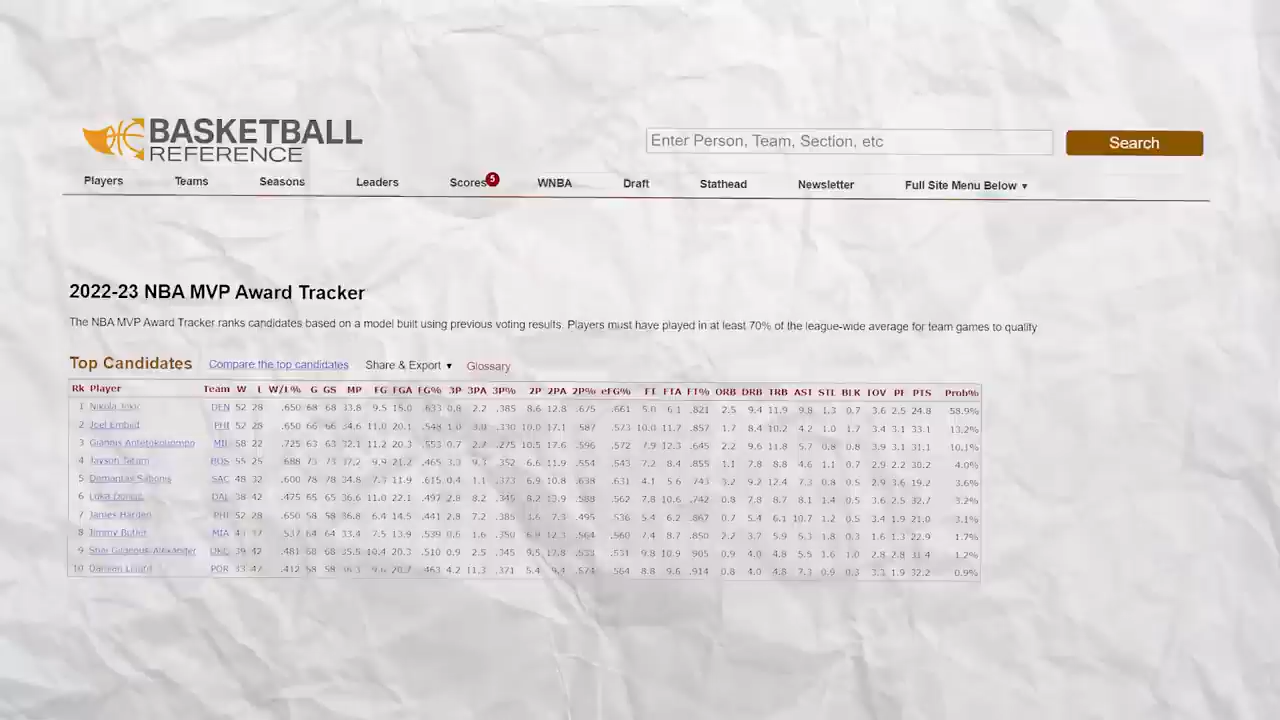 BASKETBALL
REFERENCE
Enter Person, Team, Section, etc
Search
Players Teams Seasons Leaders Scores 5 WNBA Draft Stathead Newsletter Full Site Menu Below ▼
2022-23 NBA MVP Award Tracker
The NBA MVP Award Tracker ranks candidates based on a model built using previous voting results. Players must have played in at least 70% of the league-wide average for team games to qualify
Top Candidates Compare the top candidates Share & Export ▼ Glossary
Rk Player Team W L W/L% G GS MP FG FGA FG% 3P 3PA 3P% 2P 2PA 2P% eFG% FT FTA FT% ORB DRB TRB AST STL BLK TOV PF PTS Prob%
1 Nikola Jokic DEN 52 28 .650 68 68 33.8 9.5 15.0 .633 0.8 2.2 .385 8.6 12.8 .675 .661 5.0 6.1 .821 2.5 9.4 11.9 9.8 1.3 0.7 3.6 2.5 24.8 58.9%
2 Joel Embiid PHI 52 28 .650 66 66 34.6 11.0 20.1 .548 1.0 3.0 .330 10.0 17.1 .587 .573 10.0 11.7 .857 1.7 8.4 10.2 4.2 1.0 1.7 3.4 3.1 33.1 13.2%
3 Giannis Antetokounmpo MIL 58 22 .725 63 63 32.1 11.2 20.3 .553 0.7 2.7 .275 10.5 17.6 .596 .572 7.9 12.3 .645 2.2 9.6 11.8 5.7 0.8 0.8 3.9 3.1 31.1 10.1%
4 Jayson Tatum BOS 55 25 .688 73 73 37.2 9.9 21.2 .465 3.3 9.3 .352 6.6 11.9 .554 .543 7.2 8.4 .855 1.1 7.8 8.8 4.6 1.1 0.7 2.9 2.2 30.2 4.0%
5 Domantas Sabonis SAC 48 32 .600 78 78 34.8 7.3 11.9 .615 0.4 1.1 .373 6.9 10.8 .638 .631 4.1 5.6 .743 3.2 9.2 12.4 7.3 0.8 0.5 2.9 3.6 19.2 3.6%
6 Luka Doncic DAL 38 42 .475 65 65 36.6 11.0 22.1 .497 2.8 8.2 .345 8.2 13.9 .588 .562 7.8 10.6 .742 0.8 7.8 8.7 8.1 1.4 0.5 3.6 2.5 32.7 3.2%
7 James Harden PHI 52 28 .650 58 58 36.8 6.4 14.5 .441 2.8 7.2 .385 3.6 7.3 .495 .536 5.4 6.2 .867 0.7 5.4 6.1 10.7 1.2 0.5 3.4 1.9 21.0 3.1%
8 Jimmy Butler MIA .537 64 64 33.4 7.5 13.9 .539 0.6 1.6 .350 6.9 12.3 .564 .560 7.4 8.7 .850 2.2 3.7 5.9 5.3 1.8 0.3 1.6 1.3 22.9 1.7%
9 Shai Gilgeous-Alexander OKC 39 42 .481 68 68 35.5 10.4 20.3 .510 0.9 2.5 .345 9.5 17.8 .533 .531 9.8 10.9 .905 0.9 4.0 4.8 5.5 1.6 1.0 2.8 2.8 31.4 1.2%
10 Damian Lillard POR 33 47 .412 58 58 36.3 9.6 20.7 .463 4.2 11.3 .371 5.4 9.4 .574 .564 8.8 9.6 .914 0.8 4.0 4.8 7.3 0.9 0.3 3.3 1.9 32.2 0.9%